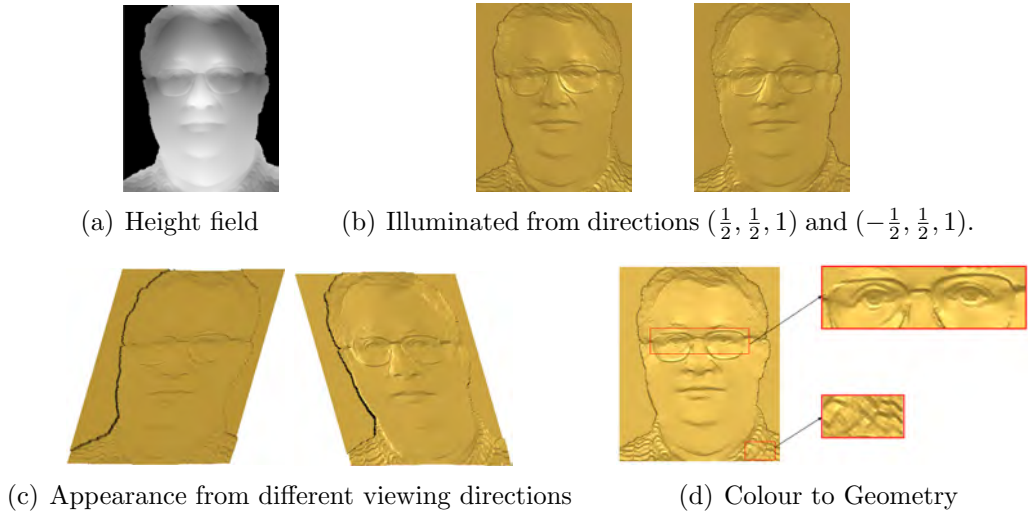 (a) Height field
(b) Illuminated from directions (1/2, 1/2, 1) and (−1/2, 1/2, 1).
(c) Appearance from different viewing directions
(d) Colour to Geometry